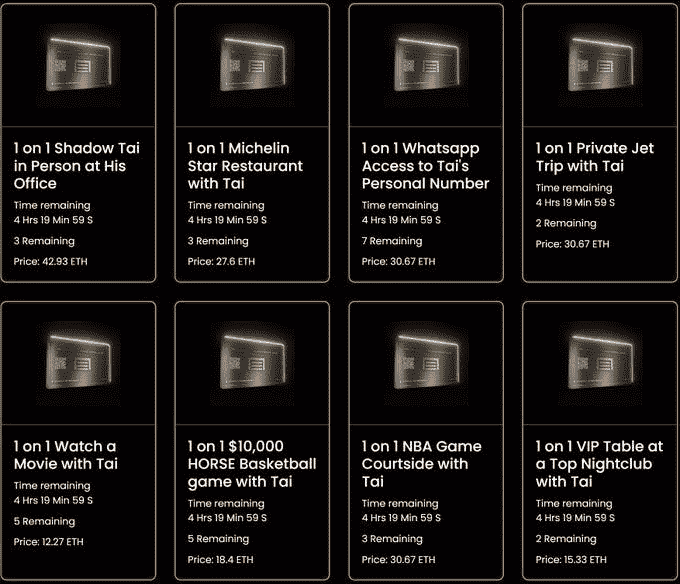 1 on 1 Shadow Tai
in Person at His
Office
Time remaining
4 Hrs 19 Min 59 S
3 Remaining
Price: 42.93 ETH
1 on 1 Michelin
Star Restaurant
with Tai
Time remaining
4 Hrs 19 Min 59 S
3 Remaining
Price: 27.6 ETH
1 on 1 Whatsapp
Access to Tai's
Personal Number
Time remaining
4 Hrs 19 Min 59 S
7 Remaining
Price: 30.67 ETH
1 on 1 Private Jet
Trip with Tai
Time remaining
4 Hrs 19 Min 59 S
2 Remaining
Price: 30.67 ETH
1 on 1 Watch a
Movie with Tai
Time remaining
4 Hrs 19 Min 59 S
5 Remaining
Price: 12.27 ETH
1 on 1 $10,000
HORSE Basketball
game with Tai
Time remaining
4 Hrs 19 Min 59 S
5 Remaining
Price: 18.4 ETH
1 on 1 NBA Game
Courtside with
Tai
Time remaining
4 Hrs 19 Min 59 S
3 Remaining
Price: 30.67 ETH
1 on 1 VIP Table at
a Top Nightclub
with Tai
Time remaining
4 Hrs 19 Min 59 S
2 Remaining
Price: 15.33 ETH